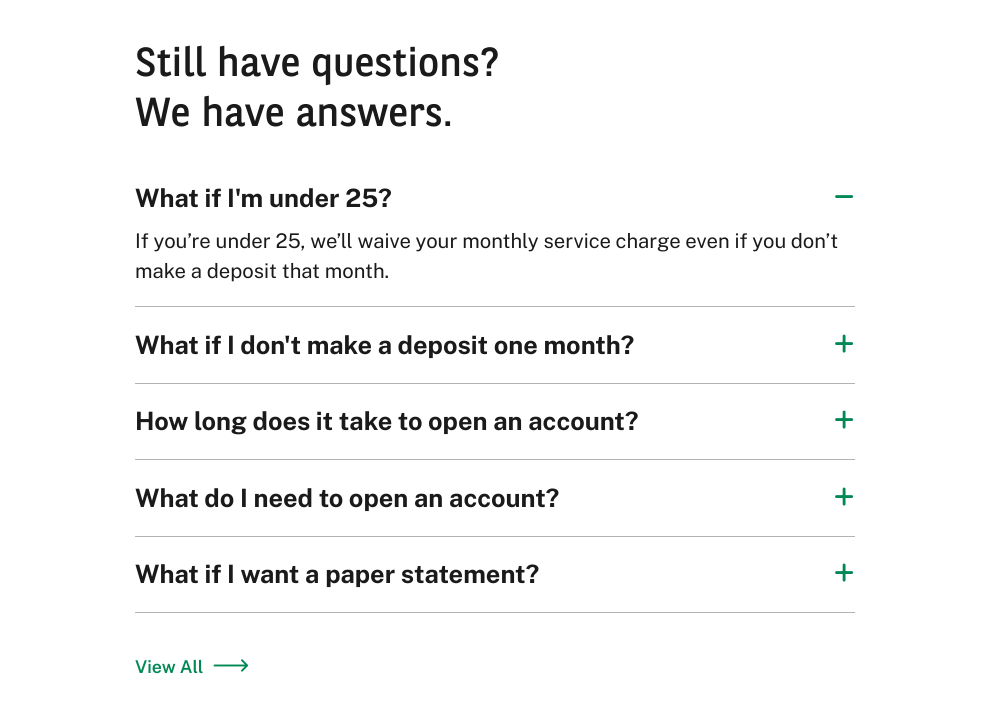 Still have questions?
We have answers.
What if I'm under 25?
If you’re under 25, we’ll waive your monthly service charge even if you don’t
make a deposit that month.
What if I don't make a deposit one month?
How long does it take to open an account?
What do I need to open an account?
What if I want a paper statement?
View All